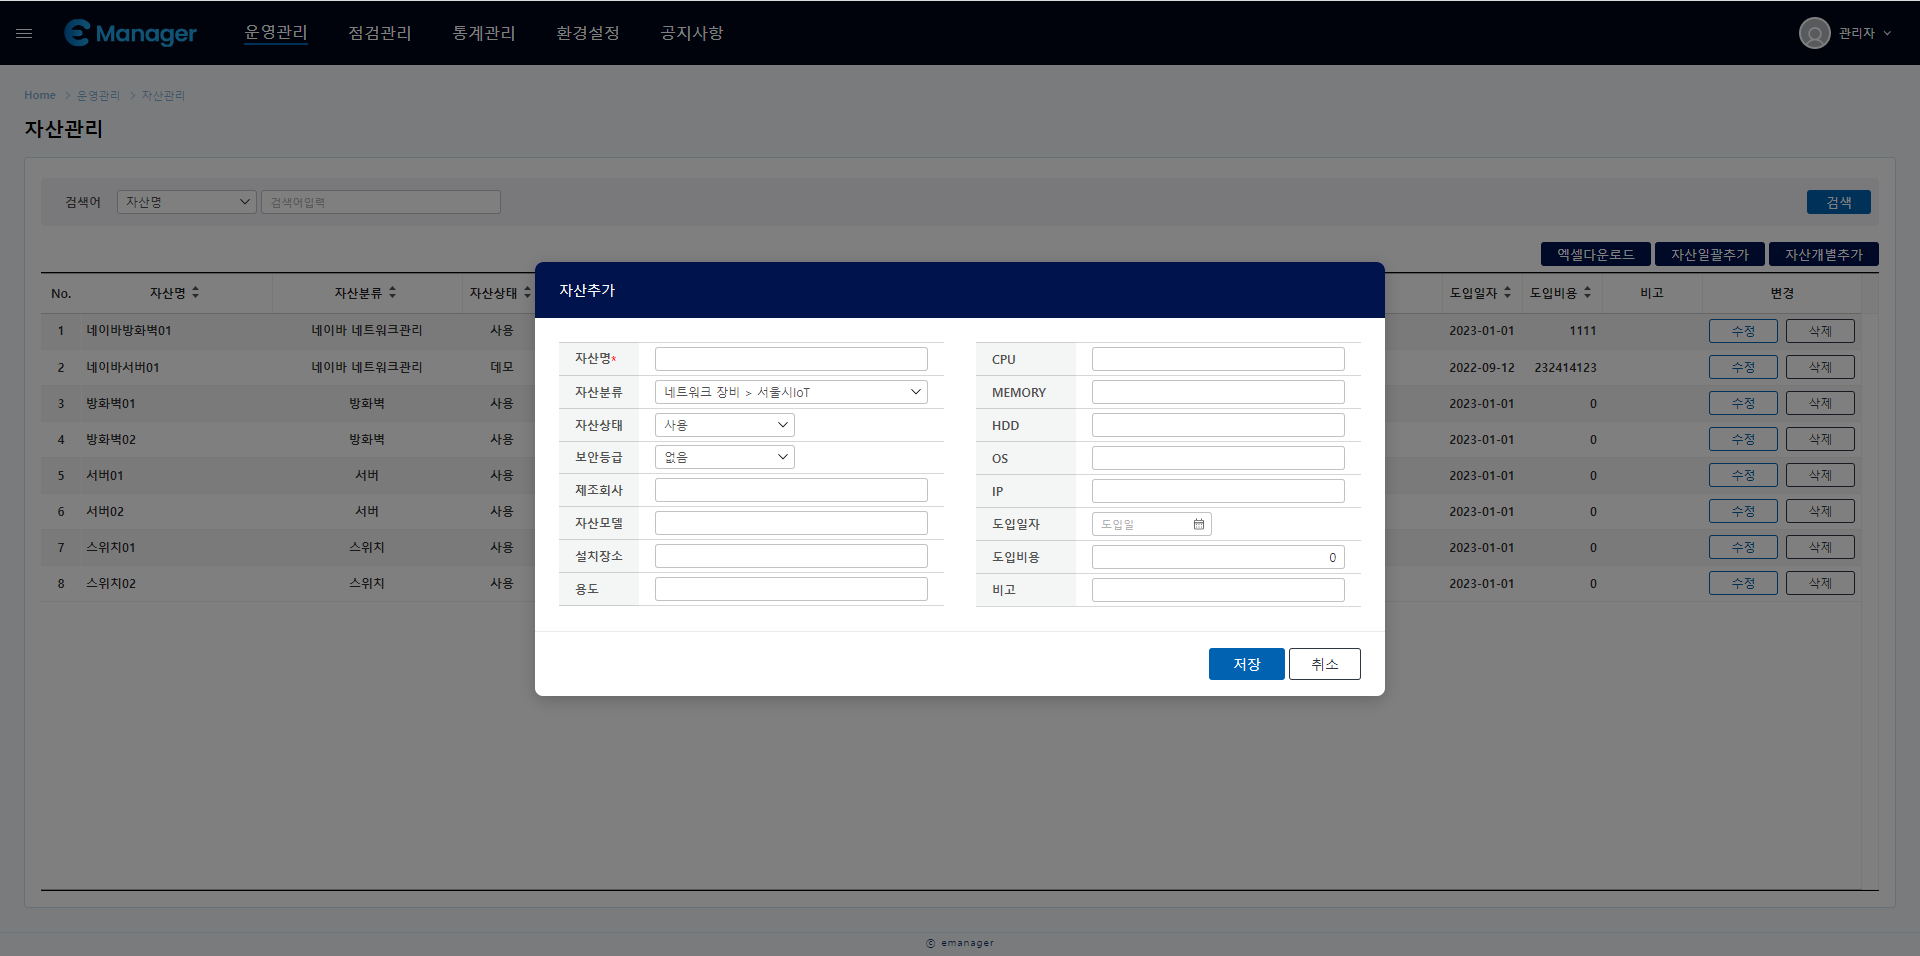 Manager 운영관리 점검관리 통계관리 환경설정 공지사항 관리자
Home > 운영관리 > 자산관리
자산관리
검색어 자산명 검색어입력 검색
엑셀다운로드 자산일괄추가 자산개별추가
No. 자산명 자산분류 자산상태 도입일자 도입비용 비고 변경
1 네이바방화벽01 네이바 네트워크관리 사용 2023-01-01 1111 수정 삭제
2 네이바서버01 네이바 네트워크관리 데모 2022-09-12 232414123 수정 삭제
3 방화벽01 방화벽 사용 2023-01-01 0 수정 삭제
4 방화벽02 방화벽 사용 2023-01-01 0 수정 삭제
5 서버01 서버 사용 2023-01-01 0 수정 삭제
6 서버02 서버 사용 2023-01-01 0 수정 삭제
7 스위치01 스위치 사용 2023-01-01 0 수정 삭제
8 스위치02 스위치 사용 2023-01-01 0 수정 삭제
자산추가
자산명* CPU
자산분류 네트워크 장비 > 서울시IoT MEMORY
자산상태 사용 HDD
보안등급 없음 OS
제조회사 IP
자산모델 도입일자 도입일
설치장소 도입비용 0
용도 비고
저장 취소
© emanager